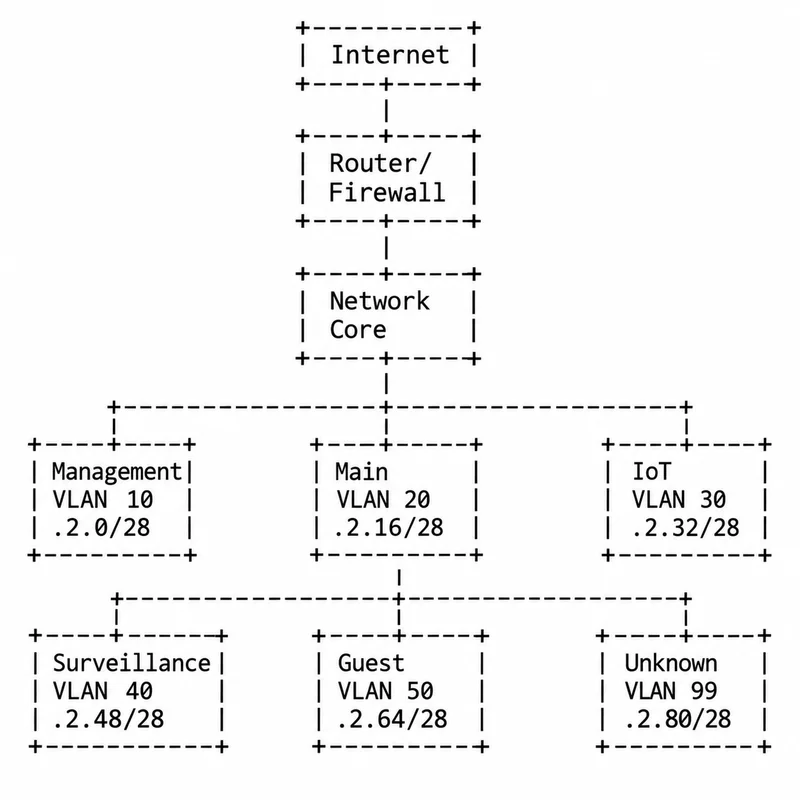 Internet
Router/
Firewall
Network
Core
Management
VLAN 10
.2.0/28
Main
VLAN 20
.2.16/28
IoT
VLAN 30
.2.32/28
Surveillance
VLAN 40
.2.48/28
Guest
VLAN 50
.2.64/28
Unknown
VLAN 99
.2.80/28